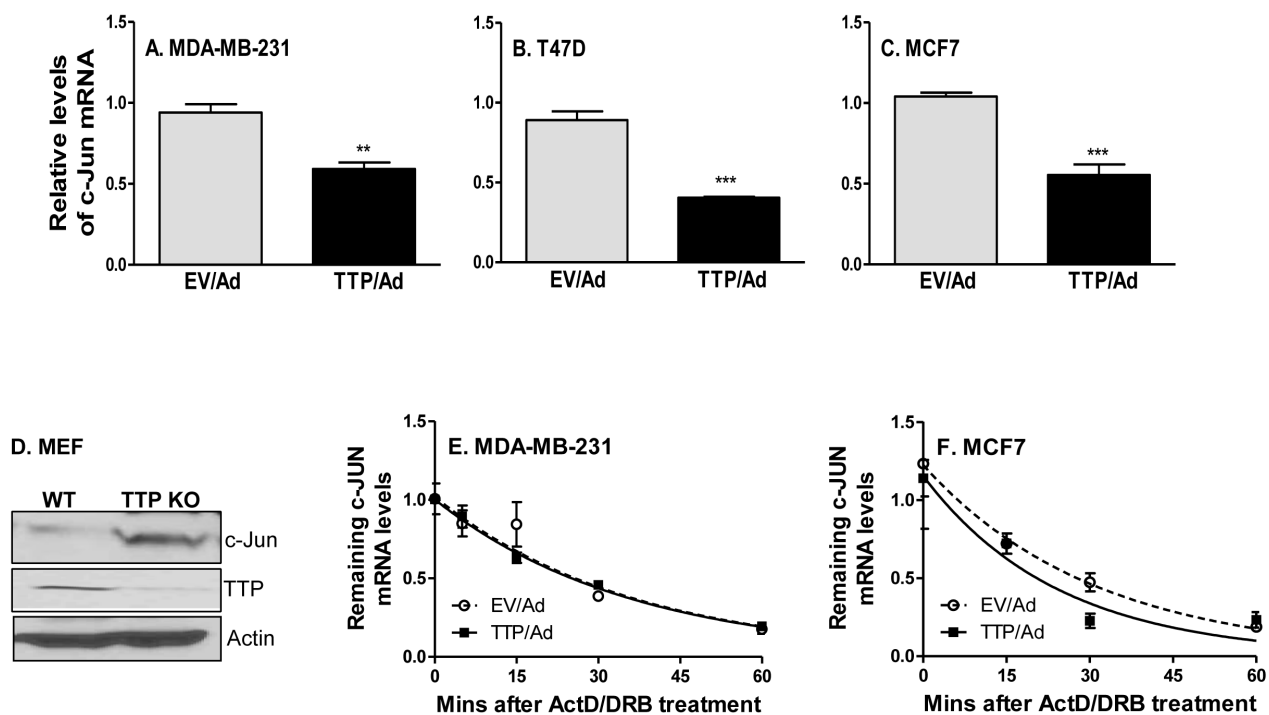 Relative levels
of c-Jun mRNA
1.5
1.0
0.5
0.0
A. MDA-MB-231
**
EV/Ad
TTP/Ad
1.5
1.0
0.5
0.0
B. T47D
***
EV/Ad
TTP/Ad
1.5
1.0
0.5
0.0
C. MCF7
***
EV/Ad
TTP/Ad
D. MEF
WT
TTP KO
c-Jun
TTP
Actin
Remaining c-JUN
mRNA levels
1.5
1.0
0.5
0.0
E. MDA-MB-231
EV/Ad
TTP/Ad
0
15
30
45
60
Mins after ActD/DRB treatment
Remaining c-JUN
mRNA levels
1.5
1.0
0.5
0.0
F. MCF7
EV/Ad
TTP/Ad
0
15
30
45
60
Mins after ActD/DRB treatment